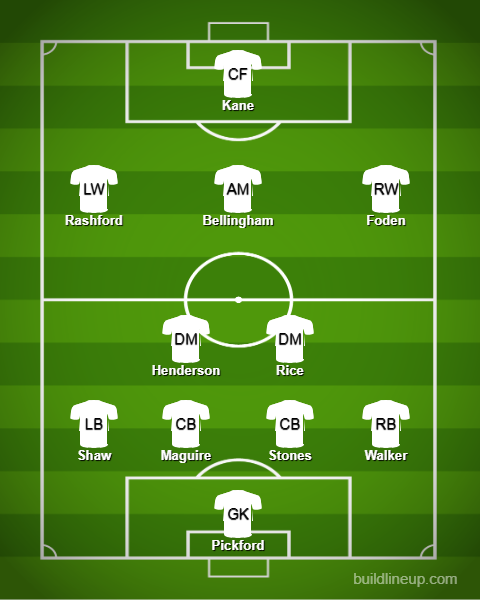 CF
Kane
LW AM RW
Rashford Bellingham Foden
DM DM
Henderson Rice
LB CB CB RB
Shaw Maguire Stones Walker
GK
Pickford
buildlineup.com